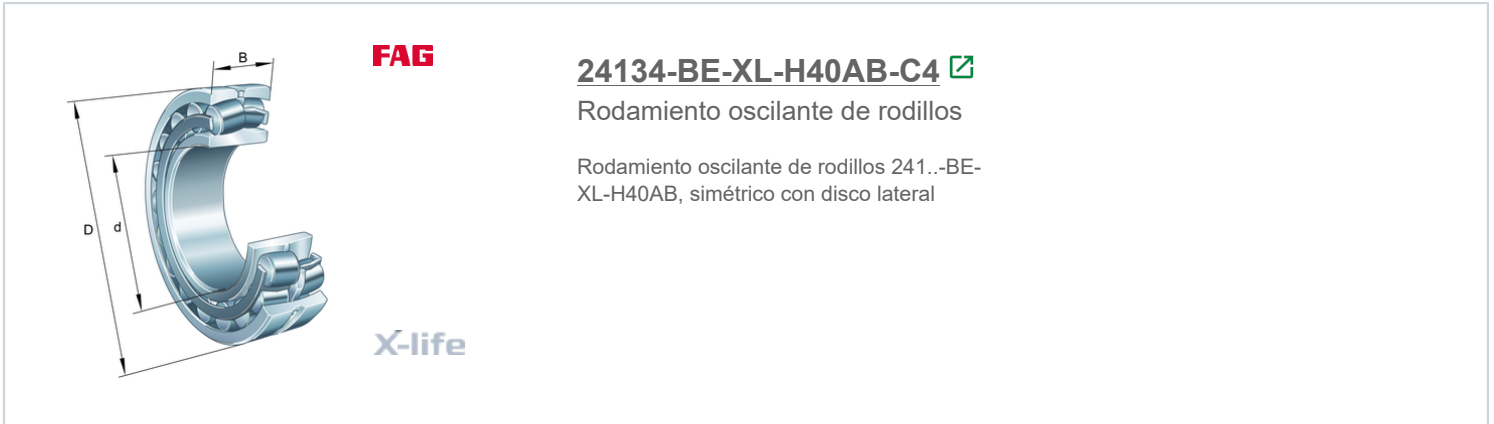 B
FAG
24134-BE-XL-H40AB-C4
Rodamiento oscilante de rodillos
Rodamiento oscilante de rodillos 241..-BE-
XL-H40AB, simétrico con disco lateral
D
d
X-life